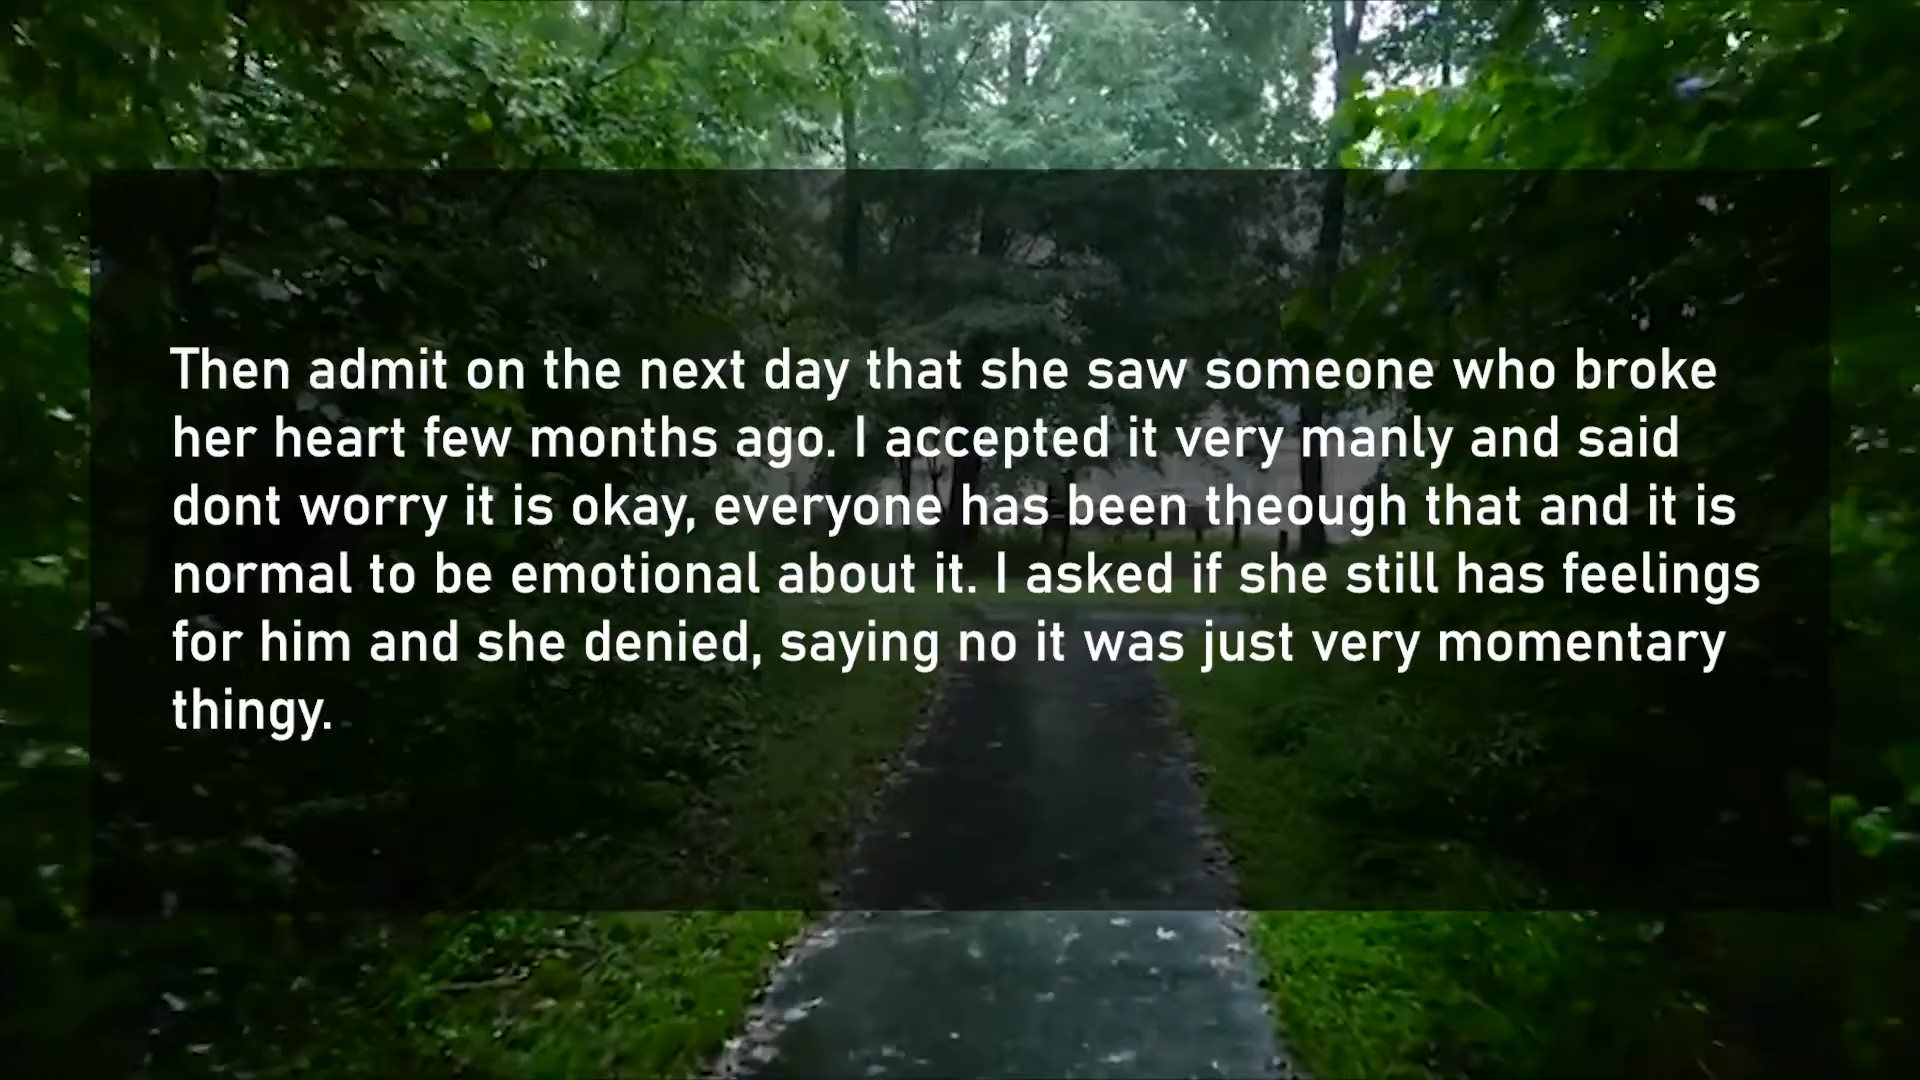 Then admit on the next day that she saw someone who broke
her heart few months ago. I accepted it very manly and said
dont worry it is okay, everyone has been theough that and it is
normal to be emotional about it. I asked if she still has feelings
for him and she denied, saying no it was just very momentary
thingy.